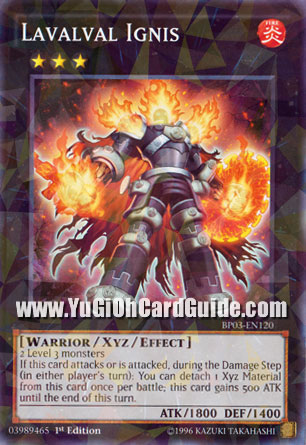 LAVALVAL IGNIS
FIRE
炎
www.YuGiOhCardGuide.com
BP03-EN120
[WARRIOR / XYZ / EFFECT]
2 Level 3 monsters
If this card attacks or is attacked, during the Damage Step
(in either player's turn): You can detach 1 Xyz Material
from this card once per battle; this card gains 500 ATK
until the end of this turn.
ATK/1800 DEF/1400
03989465 1st Edition ©1996 KAZUKI TAKAHASHI